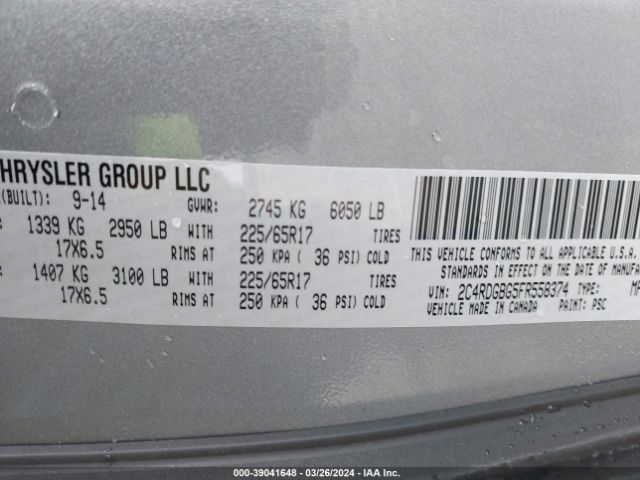 HRYSLER GROUP LLC
(BUILT): 9-14 GVWR: 2745 KG 6050 LB
1339 KG 2950 LB WITH 225/65R17 TIRES
17X6.5 RIMS AT 250 KPA ( 36 PSI) COLD
1407 KG 3100 LB WITH 225/65R17 TIRES
17X6.5 RIMS AT 250 KPA ( 36 PSI) COLD
THIS VEHICLE CONFORMS TO ALL APPLICABLE U.S.A.
STANDARDS IN EFFECT ON THE DATE OF MANUFA
VIN: 2C4RDGBG5FR558374 TYPE: MP
VEHICLE MADE IN CANADA PAINT: PSC
000-39041648 | 03/26/2024 | IAA Inc.